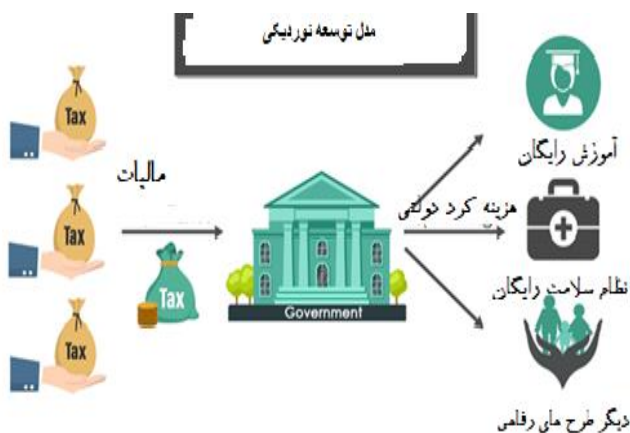 مدل توسعه نوردیکی
Tax
Tax
Tax
مالیات
Tax
Government
هزینه کرد دولتی
آموزش رایگان
نظام سلامت رایگان
دیگر طرح های رفاهی